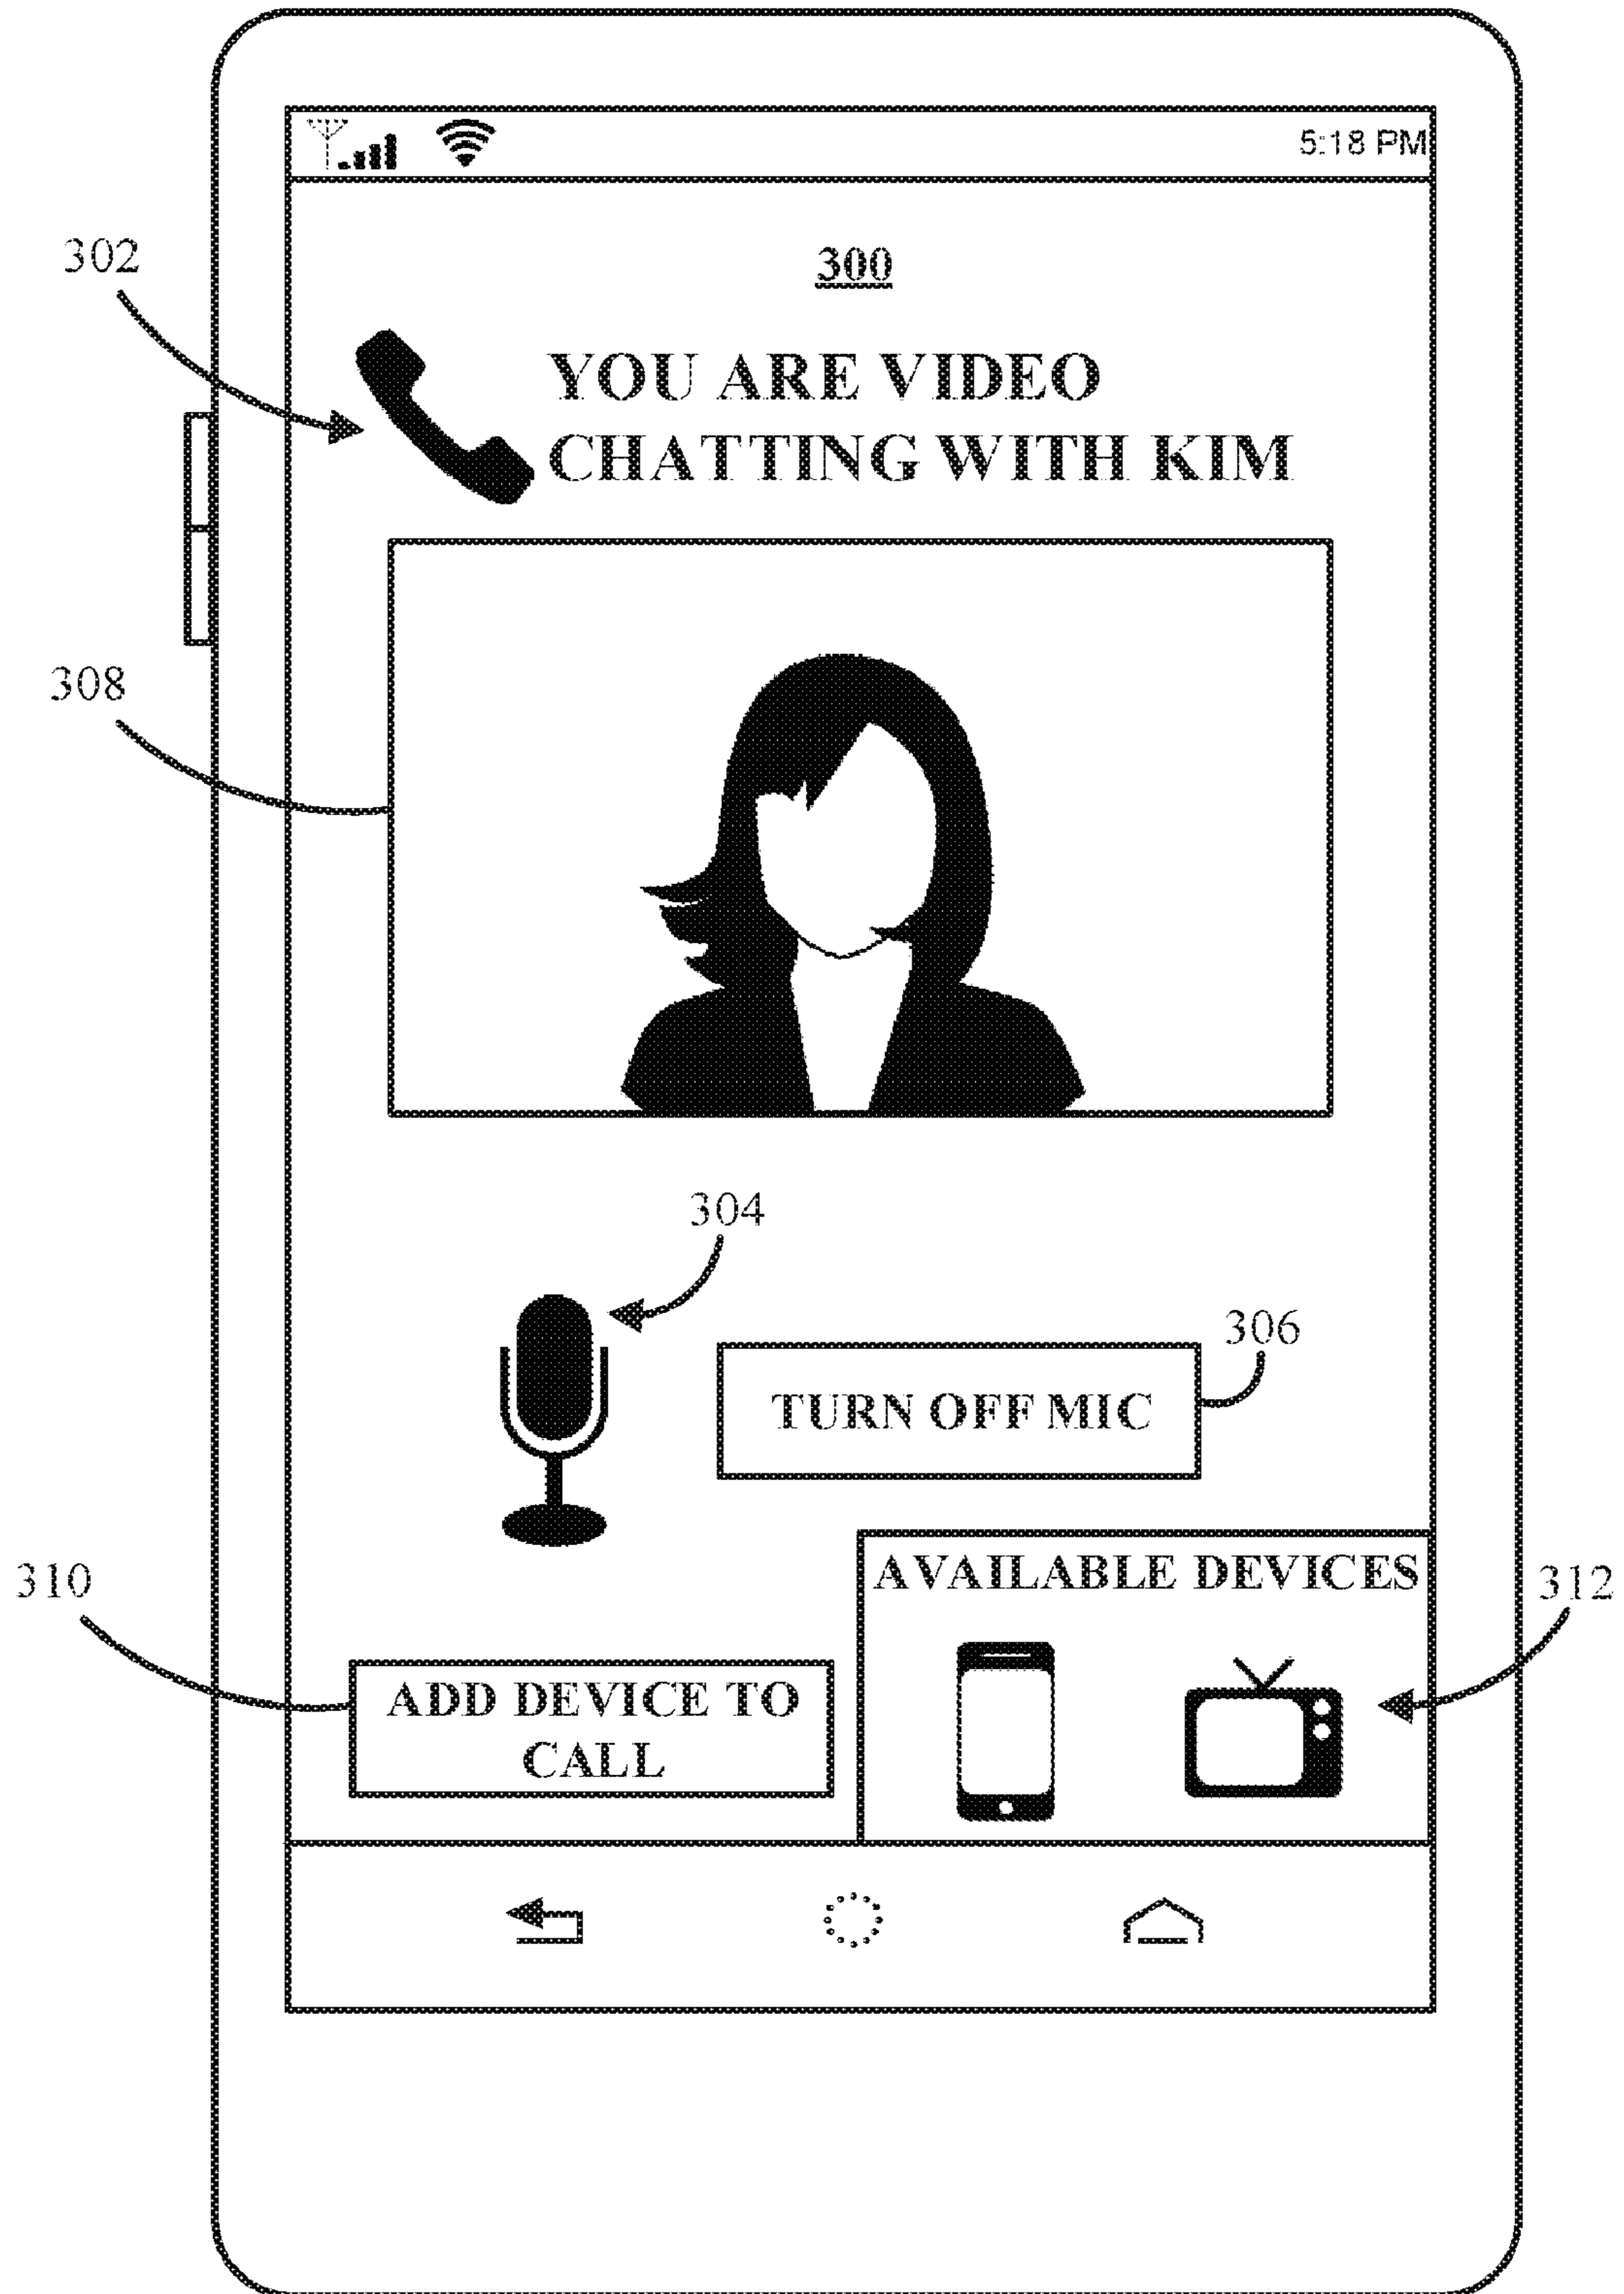 5:18 PM
300
302
YOU ARE VIDEO
CHATTING WITH KIM
308
304
306
TURN OFF MIC
310
AVAILABLE DEVICES
312
ADD DEVICE TO
CALL